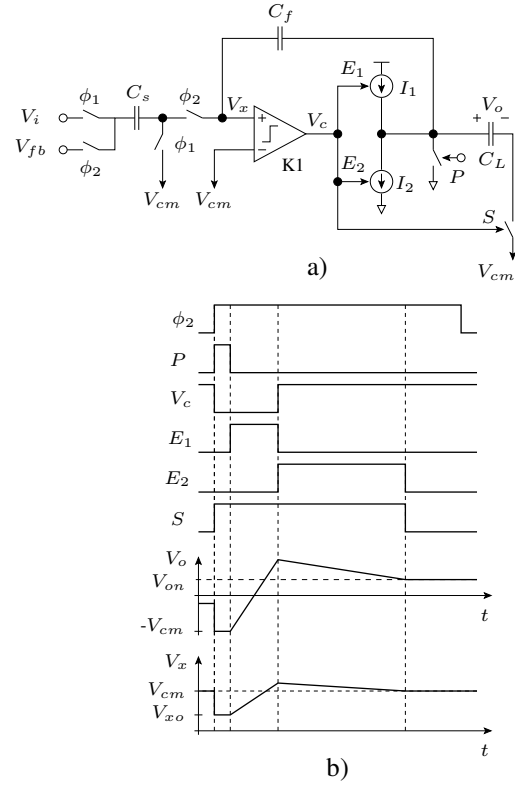 C_f
E_1
ϕ_1
C_s
ϕ_2
V_x
V_c
I_1
V_o
V_i
+
+ −
V_fb
ϕ_2
ϕ_1
−
K1
E_2
I_2
P
C_L
V_cm
V_cm
S
V_cm
a)
ϕ_2
P
V_c
E_1
E_2
S
V_o
V_on
t
-V_cm
V_x
V_cm
V_xo
t
b)